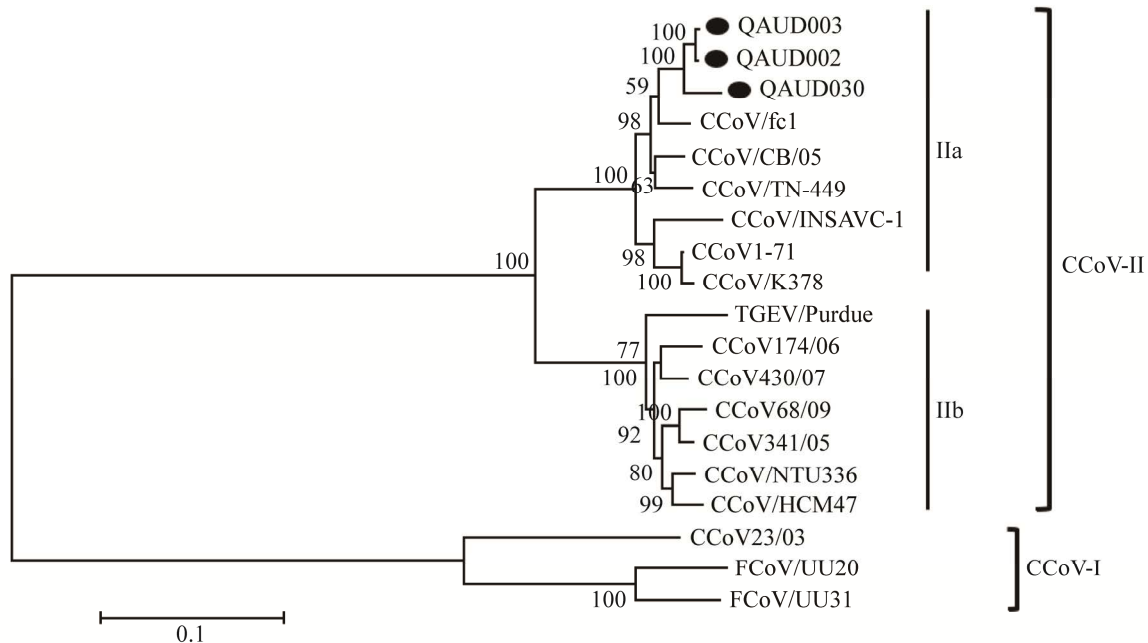 100
QAUD003
100
QAUD002
59
QAUD030
98
CCoV/fc1
CCoV/CB/05
IIa
100
63
CCoV/TN-449
CCoV/INSAVC-1
98
CCoV1-71
100
CCoV/K378
100
CCoV-II
TGEV/Purdue
77
CCoV174/06
100
CCoV430/07
100
CCoV68/09
IIb
92
CCoV341/05
80
CCoV/NTU336
99
CCoV/HCM47
CCoV23/03
FCoV/UU20
CCoV-I
100
FCoV/UU31
0.1